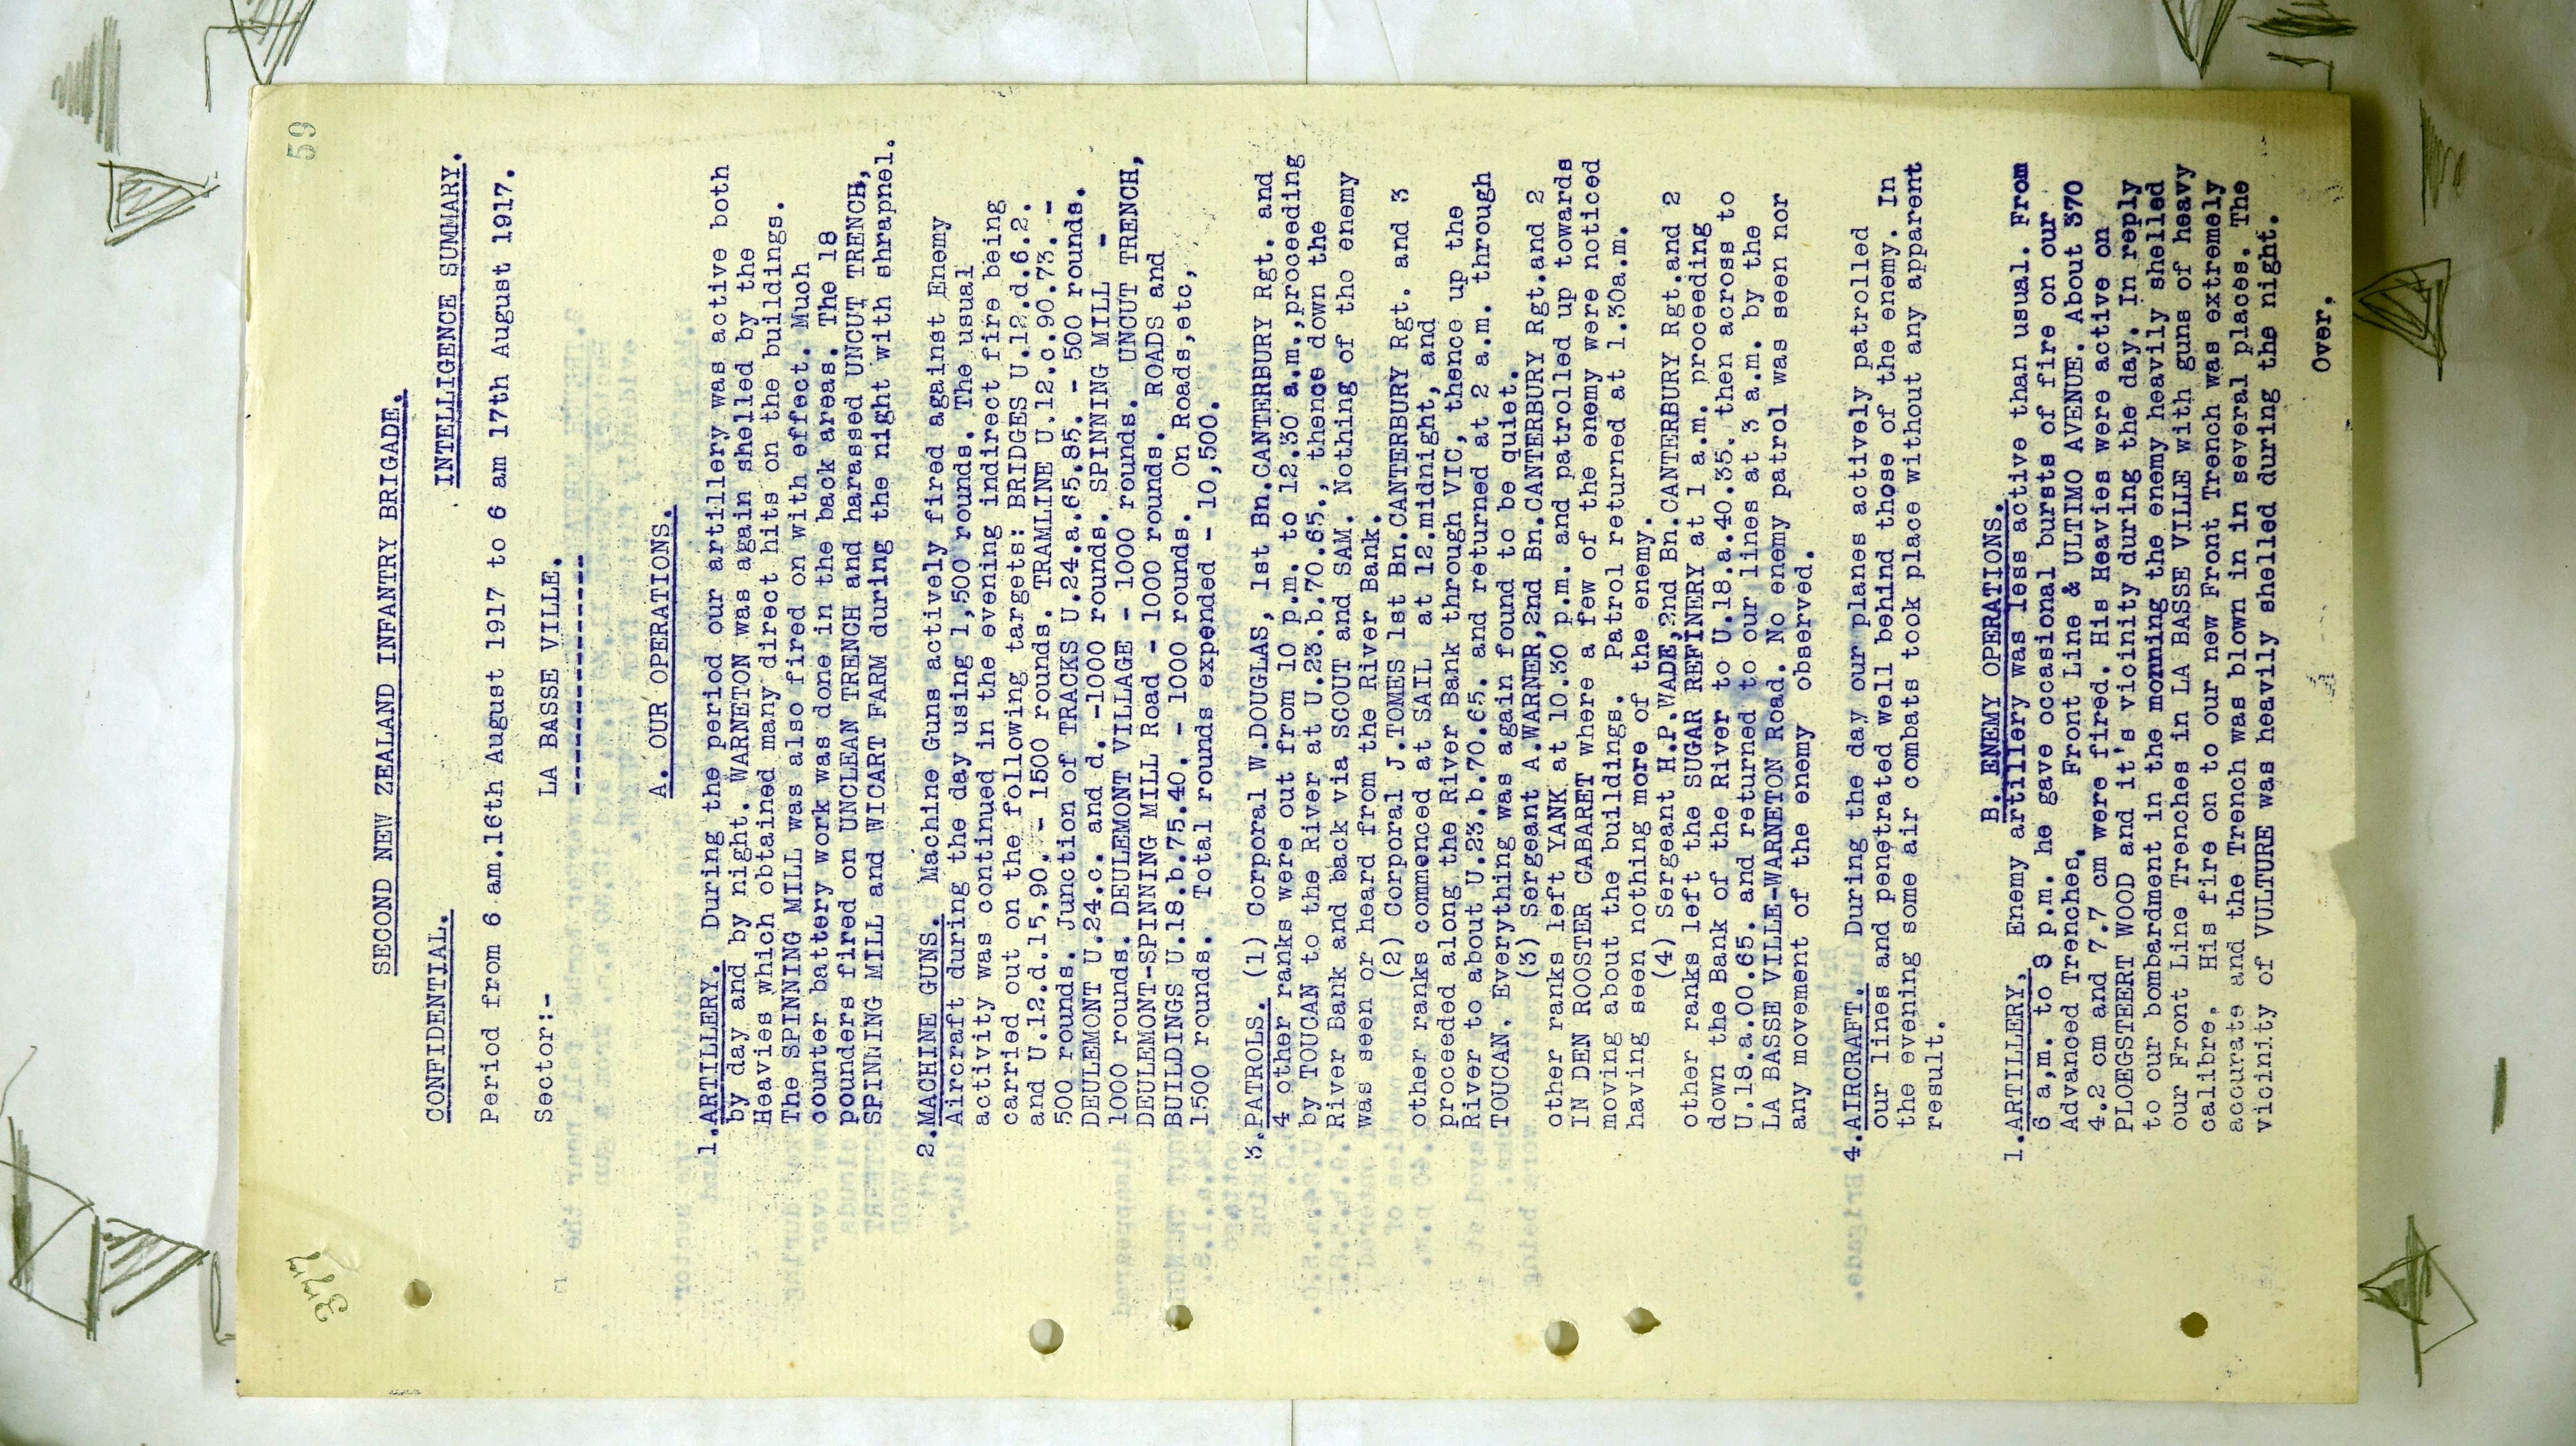 59
SECOND NEW ZEALAND INFANTRY BRIGADE.
CONFIDENTIAL.
INTELLIGENCE SUMMARY.
Period from 6 am.16th August 1917 to 6 am 17th August 1917.
Sector:- LA BASSE VILLE.
A. OUR OPERATIONS.
1.ARTILLERY. During the period our artillery was active both
by day and by night. WARNETON was again shelled by the
Heavies which obtained many direct hits on the buildings.
The SPINNING MILL was also fired on with effect. Much
counter battery work was done in the back areas. The 18
pounders fired on UNCLEAN TRENCH and harassed UNCUT TRENCH,
SPINNING MILL and WICART FARM during the night with shrapnel.
2.MACHINE GUNS. Machine Guns actively fired against Enemy
Aircraft during the day using 1,500 rounds. The usual
activity was continued in the evening indirect fire being
carried out on the following targets: BRIDGES U.12.d.6.2.
and U.12.d.15,90. - 1500 rounds. TRAMLINE U.12.c.90.73. -
500 rounds. Junction of TRACKS U.24.a.65.85. - 500 rounds.
DEULEMONT U.24.c. and d. -1000 rounds. SPINNING MILL -
1000 rounds. DEULEMONT VILLAGE - 1000 rounds. UNCUT TRENCH,
DEULEMONT-SPINNING MILL Road - 1000 rounds. ROADS and
BUILDINGS U.18.b.75.40. - 1000 rounds. On Roads,etc,
1500 rounds. Total rounds expended - 10,500.
3.PATROLS. (1) Corporal W.DOUGLAS, 1st Bn.CANTERBURY Rgt. and
4 other ranks were out from 10 p.m. to 12.30 a.m,proceeding
by TOUCAN to the River at U.23.b.70.65., thence down the
River Bank and back via SCOUT and SAM. Nothing of the enemy
was seen or heard from the River Bank.
(2) Corporal J.TOMES 1st Bn.CANTERBURY Rgt. and 3
other ranks commenced at SAIL at 12.midnight, and
proceeded along the River Bank through VIC, thence up the
River to about U.23.b.70.65. and returned at 2 a.m. through
TOUCAN. Everything was again found to be quiet.
(3) Sergeant A.WARNER,2nd Bn.CANTERBURY Rgt.and 2
other ranks left YANK at 10.30 p.m. and patrolled up towards
IN DEN ROOSTER CABARET where a few of the enemy were noticed
moving about the buildings. Patrol returned at 1.30a.m.
having seen nothing more of the enemy.
(4) Sergeant H.P.WADE,2nd Bn.CANTERBURY Rgt.and 2
other ranks left the SUGAR REFINERY at 1 a.m. proceeding
down the Bank of the River to U.18.a.40.35. then across to
U.18.a.00.65. and returned to our lines at 3 a.m. by the
LA BASSE VILLE-WARNETON Road. No enemy patrol was seen nor
any movement of the enemy observed.
4.AIRCRAFT. During the day our planes actively patrolled
our lines and penetrated well behind those of the enemy. In
the evening some air combats took place without any apparent
result.
B. ENEMY OPERATIONS.
1.ARTILLERY. Enemy artillery was less active than usual. From
6 a,m. to 8 p.m. he gave occasional bursts of fire on our
Advanced Trenches, Front Line & ULTIMO AVENUE. About 370
4.2 cm and 7.7 cm were fired. His Heavies were active on
PLOEGSTEERT WOOD and it's vicinity during the day. In reply
to our bombardment in the monning the enemy heavily shelled
our Front Line Trenches in LA BASSE VILLE with guns of heavy
calibre. His fire on to our new Front Trench was extremely
accurate and the Trench was blown in in several places. The
vicinity of VULTURE was heavily shelled during the night.
Over.